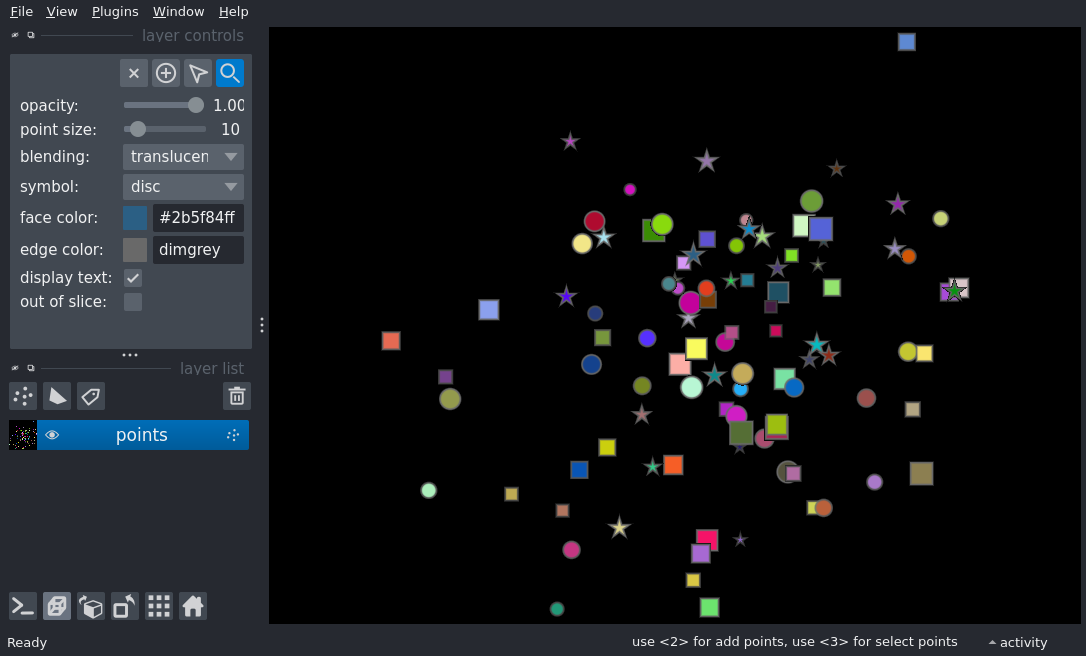 File View Plugins Window Help
layer controls
opacity: 1.00
point size: 10
blending: translucen
symbol: disc
face color: #2b5f84ff
edge color: dimgrey
display text:
out of slice:
layer list
points
Ready
use <2> for add points, use <3> for select points
activity